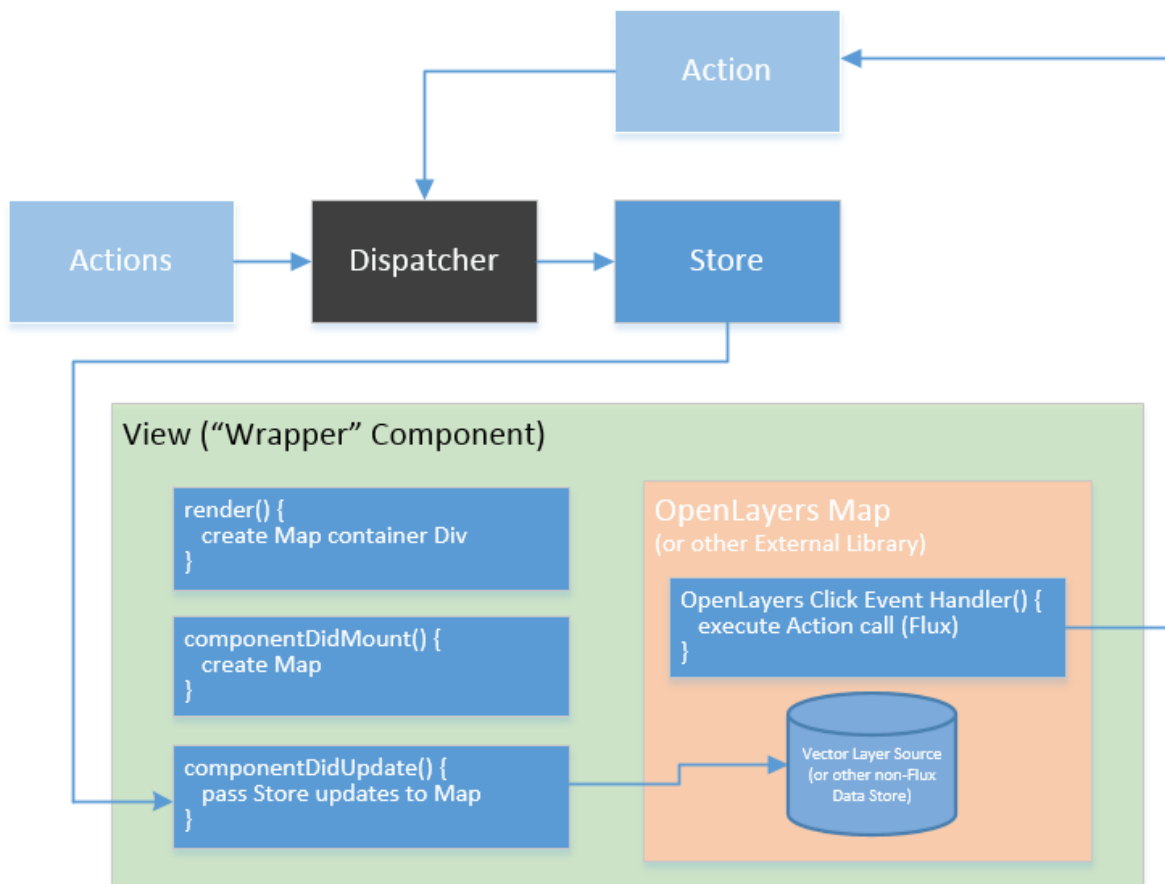 Action
Actions
Dispatcher
Store
View (“Wrapper” Component)
render() {
create Map container Div
}
componentDidMount() {
create Map
}
componentDidUpdate() {
pass Store updates to Map
}
OpenLayers Map
(or other External Library)
OpenLayers Click Event Handler() {
execute Action call (Flux)
}
Vector Layer Source
(or other non-Flux
Data Store)